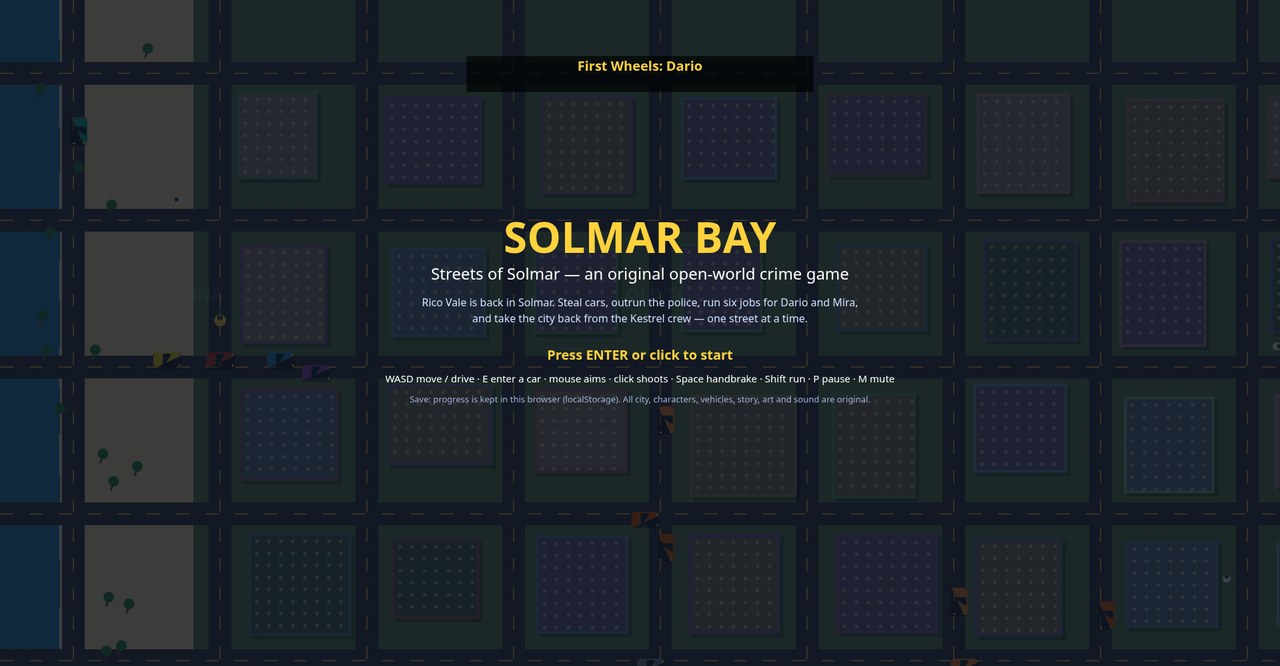 First Wheels: Dario
SOLMAR BAY
Streets of Solmar — an original open-world crime game
Rico Vale is back in Solmar. Steal cars, outrun the police, run six jobs for Dario and Mira,
and take the city back from the Kestrel crew — one street at a time.
MARINA
Press ENTER or click to start
WASD move / drive · E enter a car · mouse aims · click shoots · Space handbrake · Shift run · P pause · M mute
Save: progress is kept in this browser (localStorage). All city, characters, vehicles, story, art and sound are original.